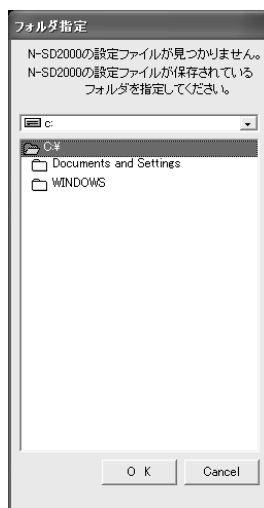 フォルダ指定
N-SD2000の設定ファイルが見つかりません。
N-SD2000の設定ファイルが保存されている
フォルダを指定してください。
c:
C:¥
Documents and Settings
WINDOWS
O K
Cancel